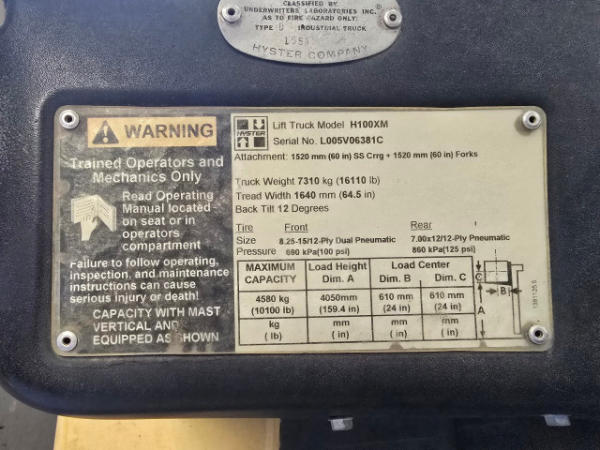 CLASSIFIED BY
UNDERWRITERS LABORATORIES INC.
AS TO FIRE HAZARD ONLY
TYPE INDUSTRIAL TRUCK
HYSTER COMPANY
WARNING
Trained Operators and
Mechanics Only
Read Operating
Manual located
on seat or in
operators
compartment
Failure to follow operating,
inspection, and maintenance
instructions can cause
serious injury or death!
CAPACITY WITH MAST
VERTICAL AND
EQUIPPED AS SHOWN
HYSTER
Lift Truck Model H100XM
Serial No. L005V06381C
Attachment: 1520 mm (60 in) SS Crrg + 1520 mm (60 in) Forks
Truck Weight 7310 kg (16110 lb)
Tread Width 1640 mm (64.5 in)
Back Tilt 12 Degrees
Tire Front Rear
Size 8.25-15/12-Ply Dual Pneumatic 7.00x12/12-Ply Pneumatic
Pressure 690 kPa(100 psi) 860 kPa(125 psi)
MAXIMUM CAPACITY Load Height Dim. A Load Center Dim. B Dim. C
4580 kg 4050mm 610 mm 610 mm
(10100 lb) (159.4 in) (24 in) (24 in)
kg mm mm mm
( lb) ( in ) ( in ) ( in )
C
B
A